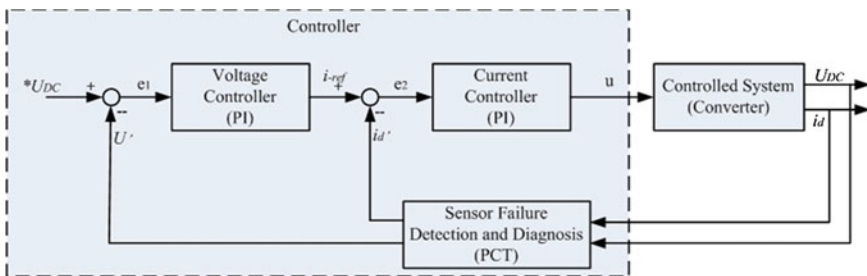 Controller
*UDC
+
--
e1
U'
Voltage
Controller
(PI)
i-ref
+
--
id'
e2
Current
Controller
(PI)
u
Controlled System
(Converter)
UDC
id
Sensor Failure
Detection and Diagnosis
(PCT)